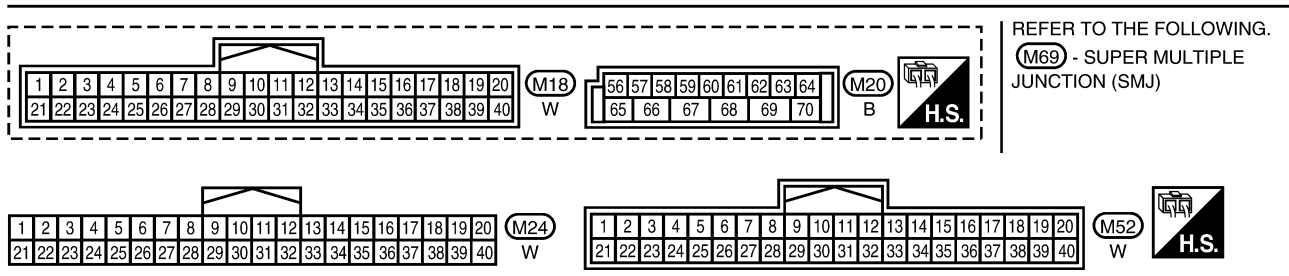 REFER TO THE FOLLOWING.
M69 - SUPER MULTIPLE
JUNCTION (SMJ)
1 2 3 4 5 6 7 8 9 10 11 12 13 14 15 16 17 18 19 20
21 22 23 24 25 26 27 28 29 30 31 32 33 34 35 36 37 38 39 40
M18
W
56 57 58 59 60 61 62 63 64
65 66 67 68 69 70
M20
B
H.S.
1 2 3 4 5 6 7 8 9 10 11 12 13 14 15 16 17 18 19 20
21 22 23 24 25 26 27 28 29 30 31 32 33 34 35 36 37 38 39 40
M24
W
1 2 3 4 5 6 7 8 9 10 11 12 13 14 15 16 17 18 19 20
21 22 23 24 25 26 27 28 29 30 31 32 33 34 35 36 37 38 39 40
M52
W
H.S.